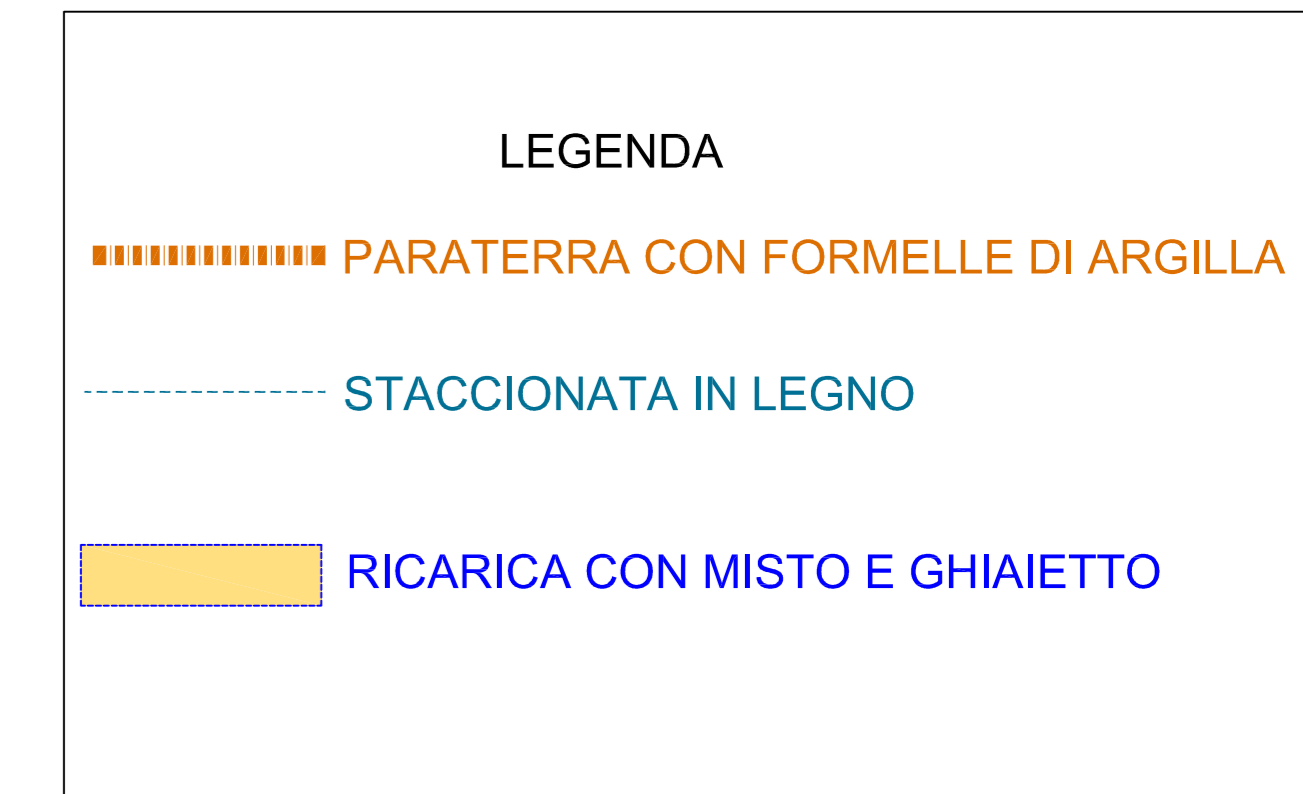 LEGENDA
PARATERRA CON FORMELLE DI ARGILLA
STACCIONATA IN LEGNO
RICARICA CON MISTO E GHIAIETTO